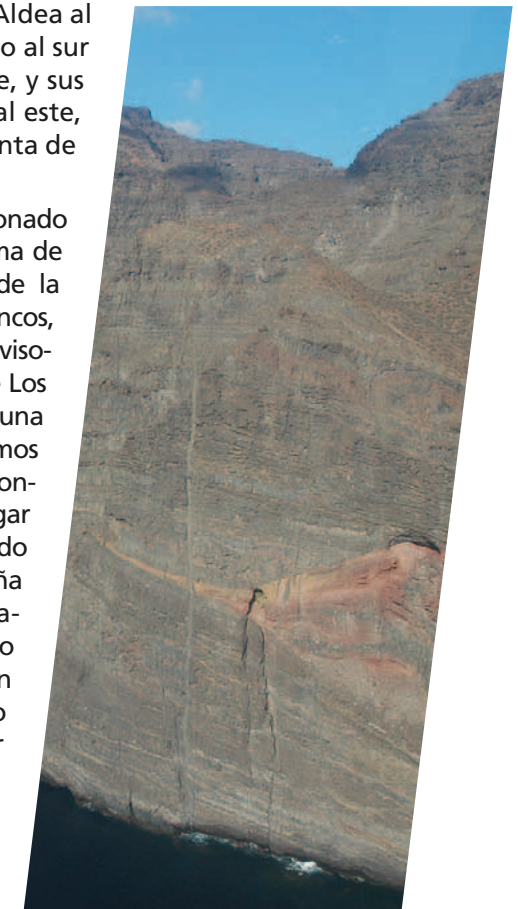 Aldea al
o al sur
e, y sus
al este,
nta de
onado
ma de
de la
ncos,
viso-
Los
una
mos
on-
gar
do
ña
a-
o
n
o
r